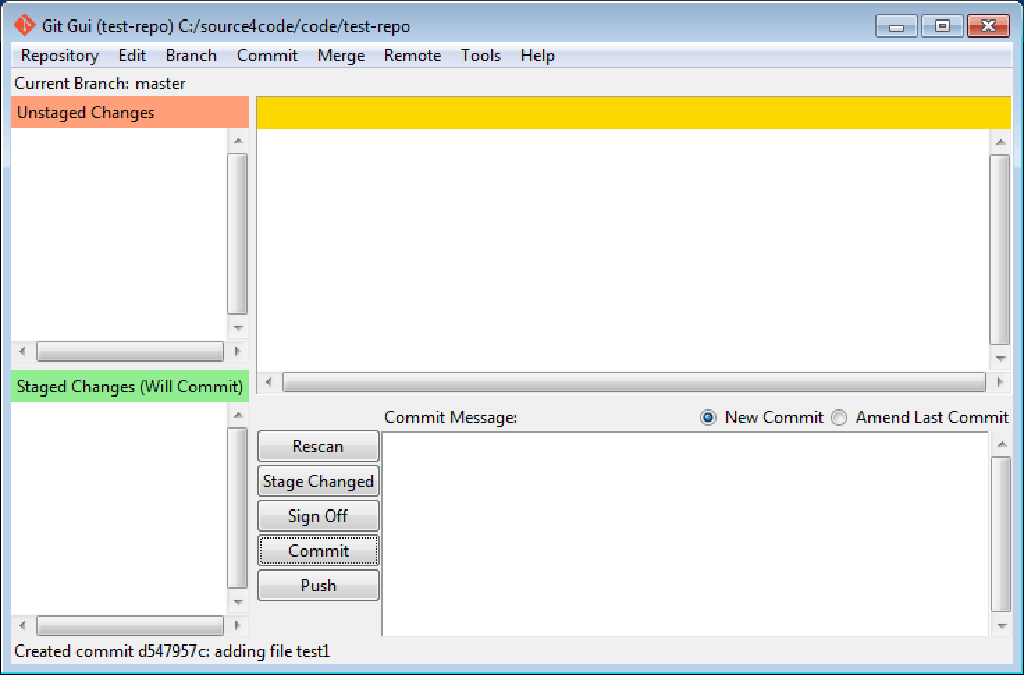 Git Gui (test-repo) C:/source4code/code/test-repo
Repository Edit Branch Commit Merge Remote Tools Help
Current Branch: master
Unstaged Changes
Staged Changes (Will Commit)
Commit Message: New Commit Amend Last Commit
Rescan
Stage Changed
Sign Off
Commit
Push
Created commit d547957c: adding file test1